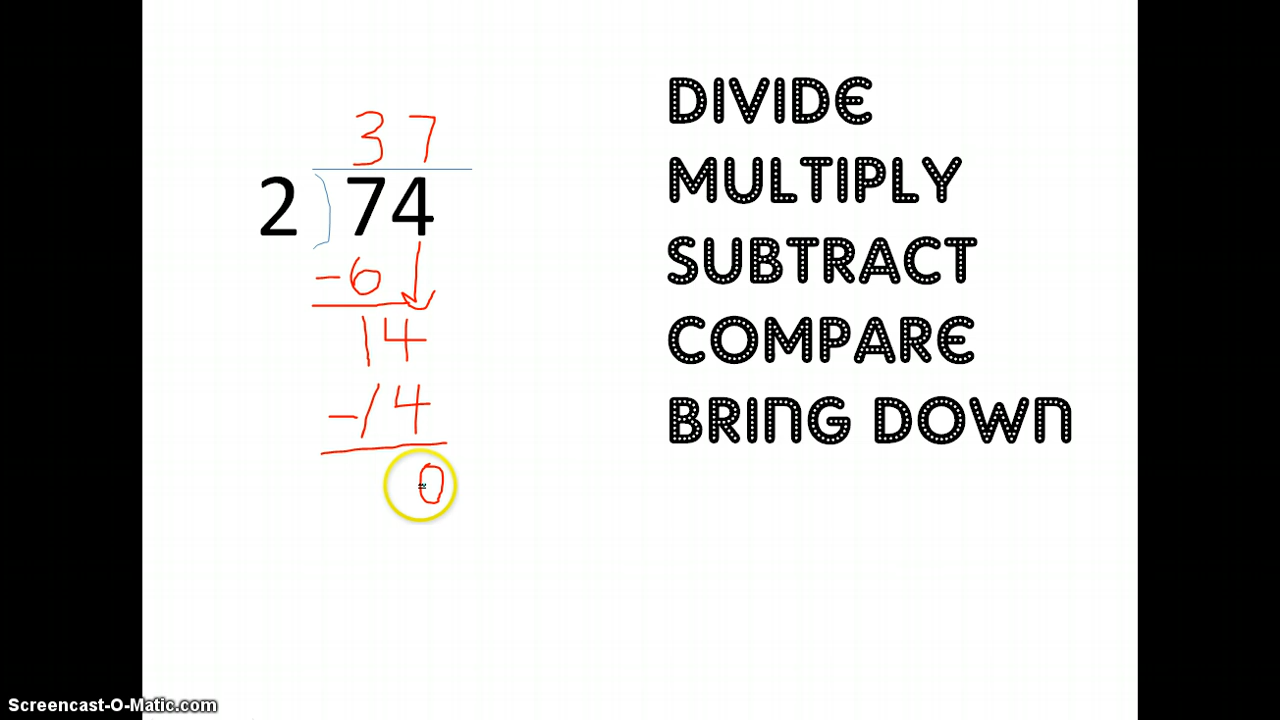 37
2)74
-6
14
-14
0
DIVIDE
MULTIPLY
SUBTRACT
COMPARE
BRING DOWN
Screencast-O-Matic.com